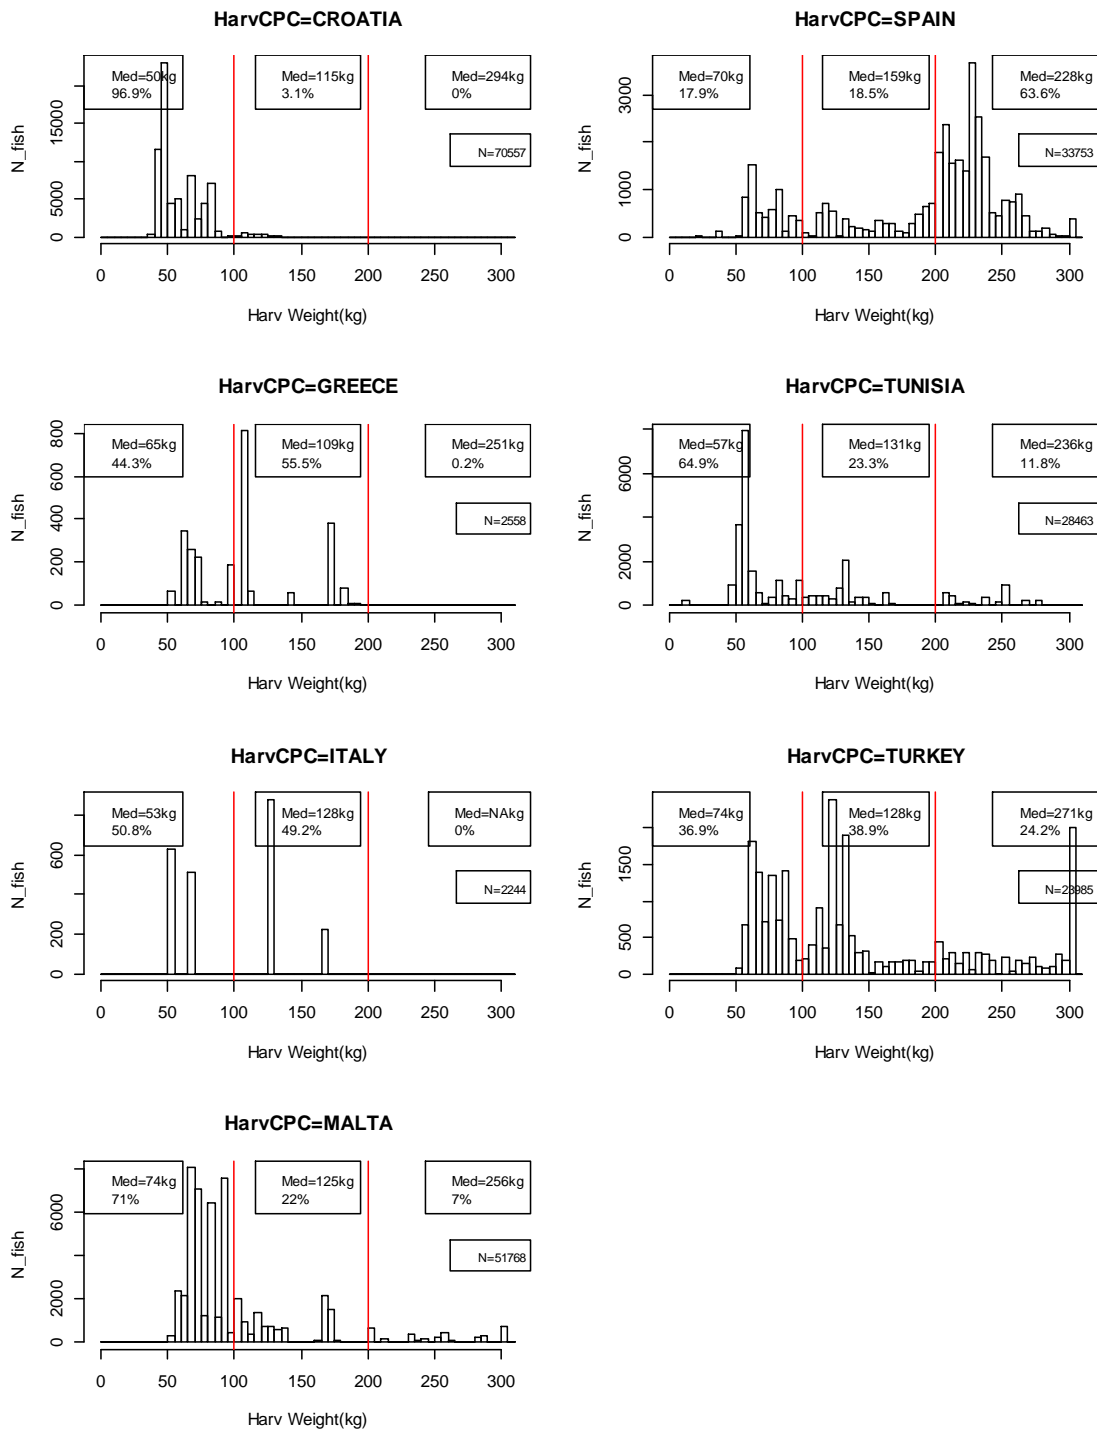 HarvCPC=CROATIA
Med=50kg
96.9%
Med=115kg
3.1%
Med=294kg
0%
N=70557
N_fish
0
5000
15000
0 50 100 150 200 250 300
Harv Weight(kg)
HarvCPC=SPAIN
Med=70kg
17.9%
Med=159kg
18.5%
Med=228kg
63.6%
N=33753
N_fish
0
1000
3000
0 50 100 150 200 250 300
Harv Weight(kg)
HarvCPC=GREECE
Med=65kg
44.3%
Med=109kg
55.5%
Med=251kg
0.2%
N=2558
N_fish
0
200
400
600
800
0 50 100 150 200 250 300
Harv Weight(kg)
HarvCPC=TUNISIA
Med=57kg
64.9%
Med=131kg
23.3%
Med=236kg
11.8%
N=28463
N_fish
0
2000
6000
0 50 100 150 200 250 300
Harv Weight(kg)
HarvCPC=ITALY
Med=53kg
50.8%
Med=128kg
49.2%
Med=NAkg
0%
N=2244
N_fish
0
200
600
0 50 100 150 200 250 300
Harv Weight(kg)
HarvCPC=TURKEY
Med=74kg
36.9%
Med=128kg
38.9%
Med=271kg
24.2%
N=23985
N_fish
0
500
1500
0 50 100 150 200 250 300
Harv Weight(kg)
HarvCPC=MALTA
Med=74kg
71%
Med=125kg
22%
Med=256kg
7%
N=51768
N_fish
0
2000
6000
0 50 100 150 200 250 300
Harv Weight(kg)